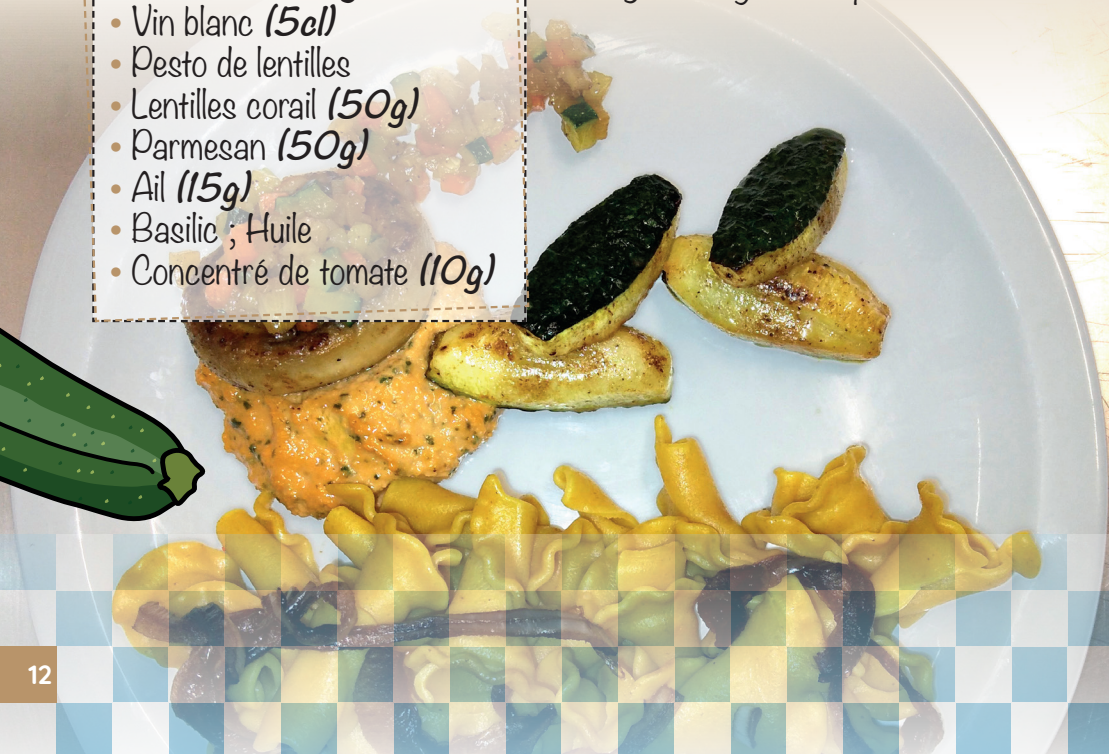 • Vin blanc (5cl)
• Pesto de lentilles
• Lentilles corail (50g)
• Parmesan (50g)
• Ail (15g)
• Basilic ; Huile
• Concentré de tomate (10g)
12